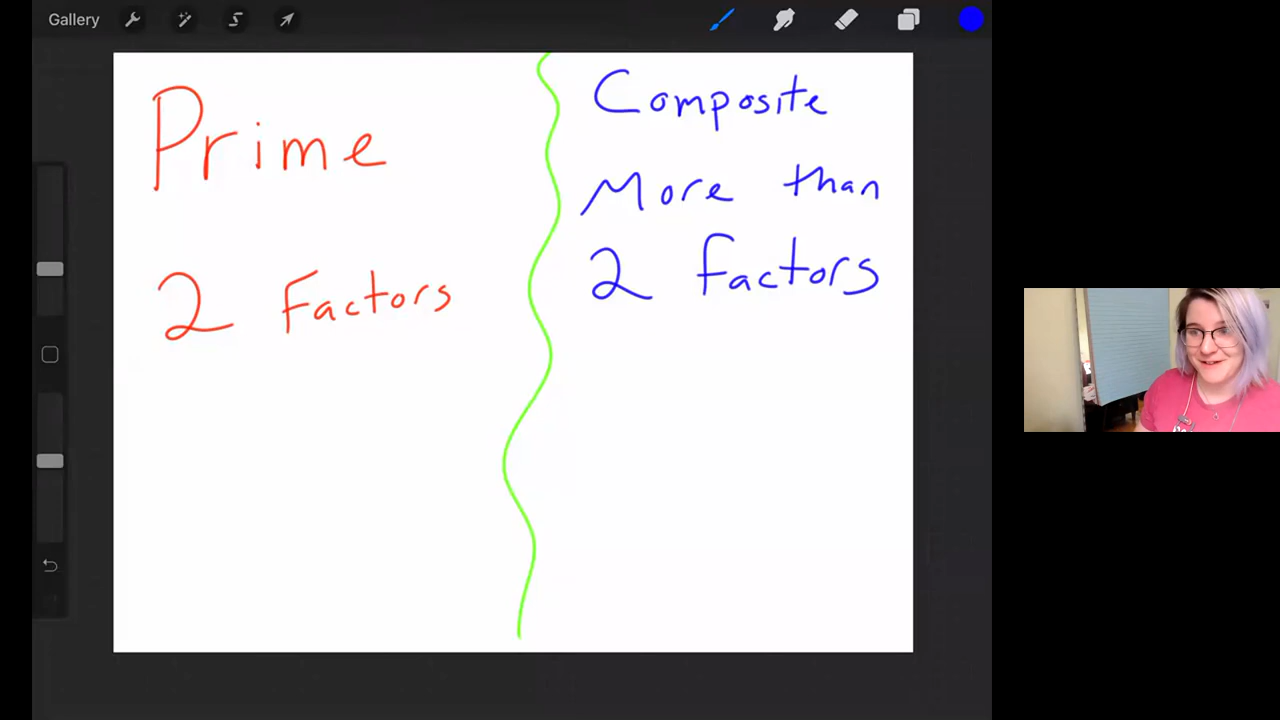 Gallery
Prime
2 Factors
Composite
More than
2 factors